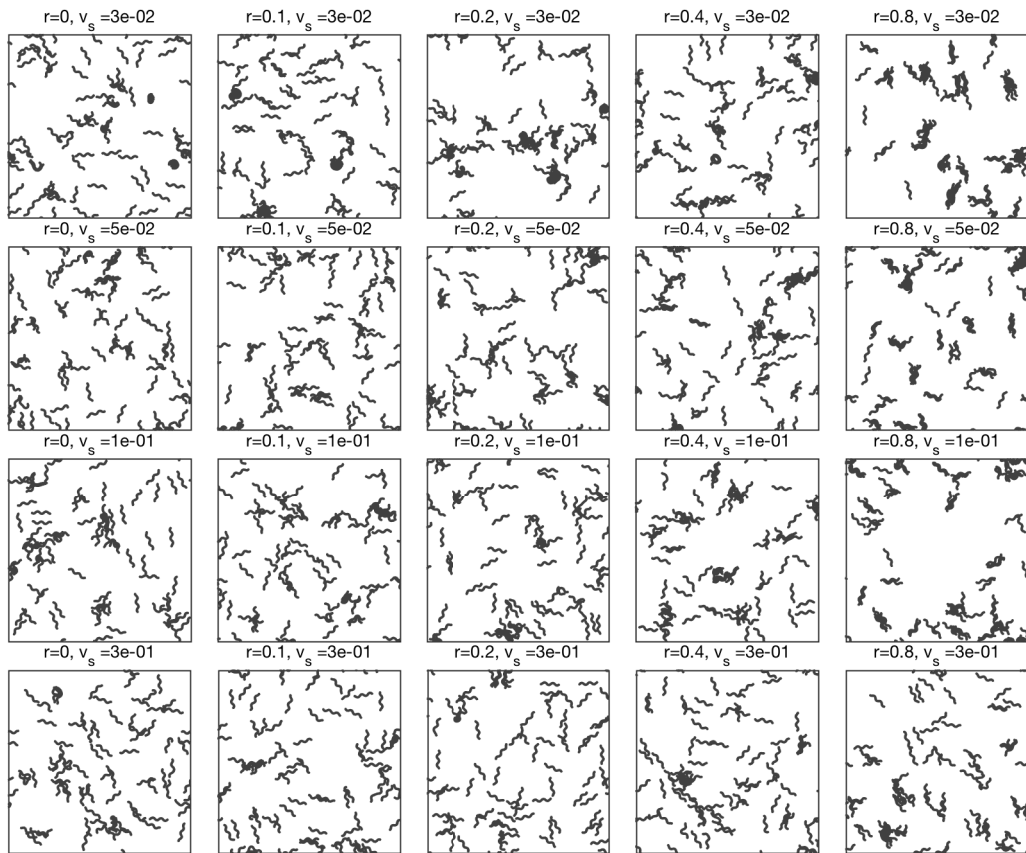 r=0, v_s =3e-02 r=0.1, v_s =3e-02 r=0.2, v_s =3e-02 r=0.4, v_s =3e-02 r=0.8, v_s =3e-02
r=0, v_s =5e-02 r=0.1, v_s =5e-02 r=0.2, v_s =5e-02 r=0.4, v_s =5e-02 r=0.8, v_s =5e-02
r=0, v_s =1e-01 r=0.1, v_s =1e-01 r=0.2, v_s =1e-01 r=0.4, v_s =1e-01 r=0.8, v_s =1e-01
r=0, v_s =3e-01 r=0.1, v_s =3e-01 r=0.2, v_s =3e-01 r=0.4, v_s =3e-01 r=0.8, v_s =3e-01